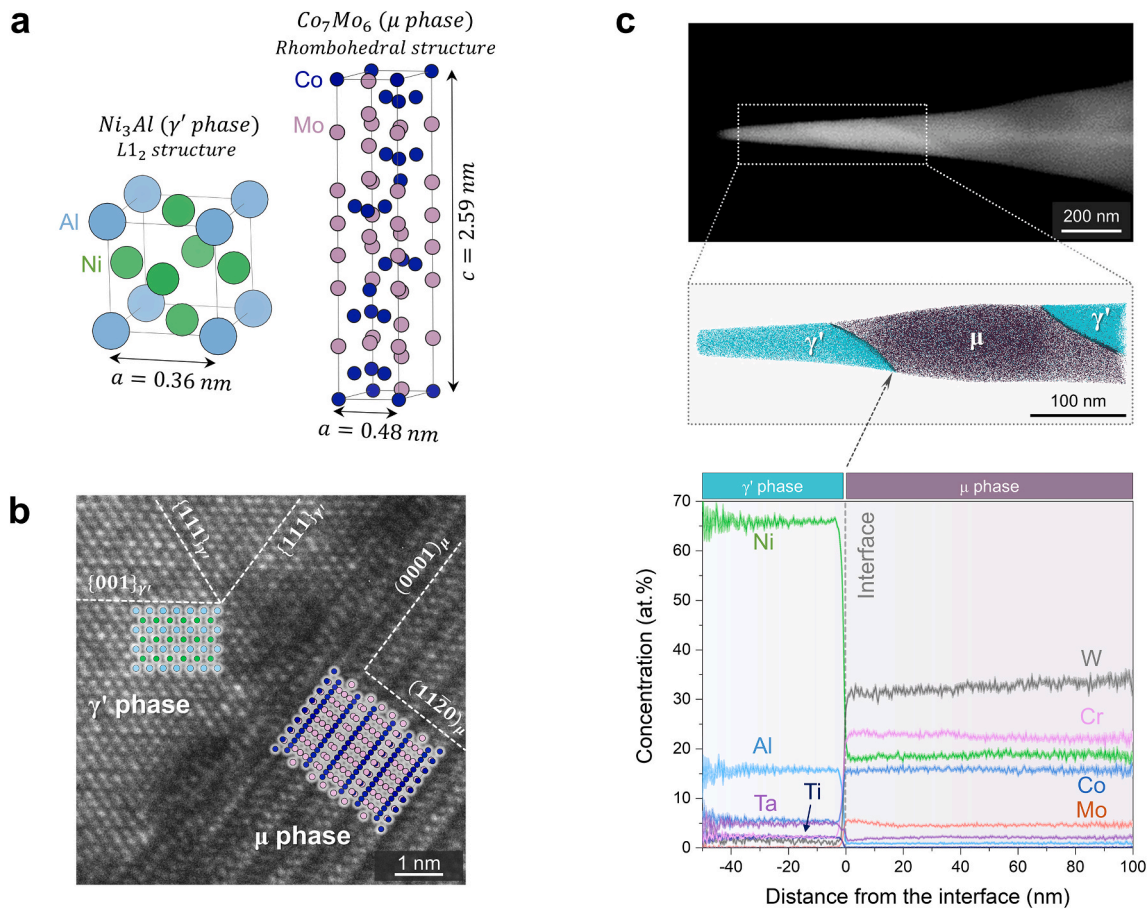 a
Co₇Mo₆ (μ phase)
Rhombohedral structure
Co
Mo
Ni₃Al (γ′ phase)
L1₂ structure
Al
Ni
a = 0.36 nm
c = 2.59 nm
a = 0.48 nm
b
{111}γ′
{111}γ′
{001}γ′
(0001)μ
(112̄0)μ
γ' phase
μ phase
1 nm
c
200 nm
γ'
μ
γ'
100 nm
γ' phase
μ phase
Concentration (at.%)
70
60
50
40
30
20
10
0
Ni
Interface
W
Cr
Al
Co
Ta
Ti
Mo
-40
-20
0
20
40
60
80
100
Distance from the interface (nm)